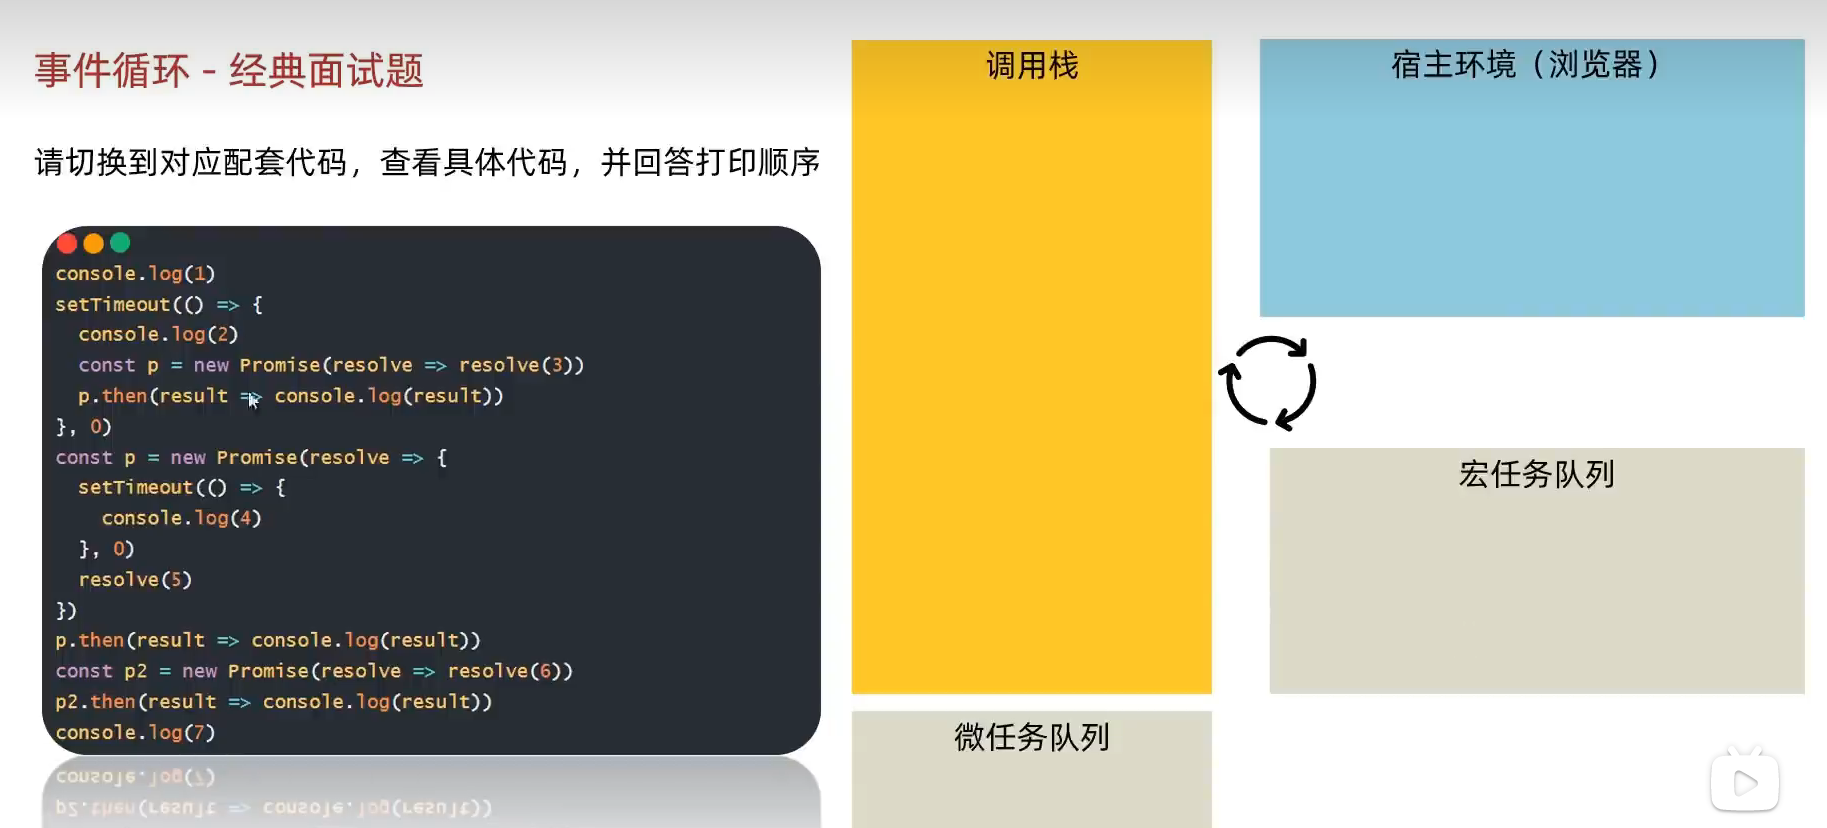 事件循环 - 经典面试题
请切换到对应配套代码，查看具体代码，并回答打印顺序
console.log(1)
setTimeout(() => {
  console.log(2)
  const p = new Promise(resolve => resolve(3))
  p.then(result => console.log(result))
}, 0)
const p = new Promise(resolve => {
  setTimeout(() => {
    console.log(4)
  }, 0)
  resolve(5)
})
p.then(result => console.log(result))
const p2 = new Promise(resolve => resolve(6))
p2.then(result => console.log(result))
console.log(7)
调用栈
宿主环境（浏览器）
宏任务队列
微任务队列